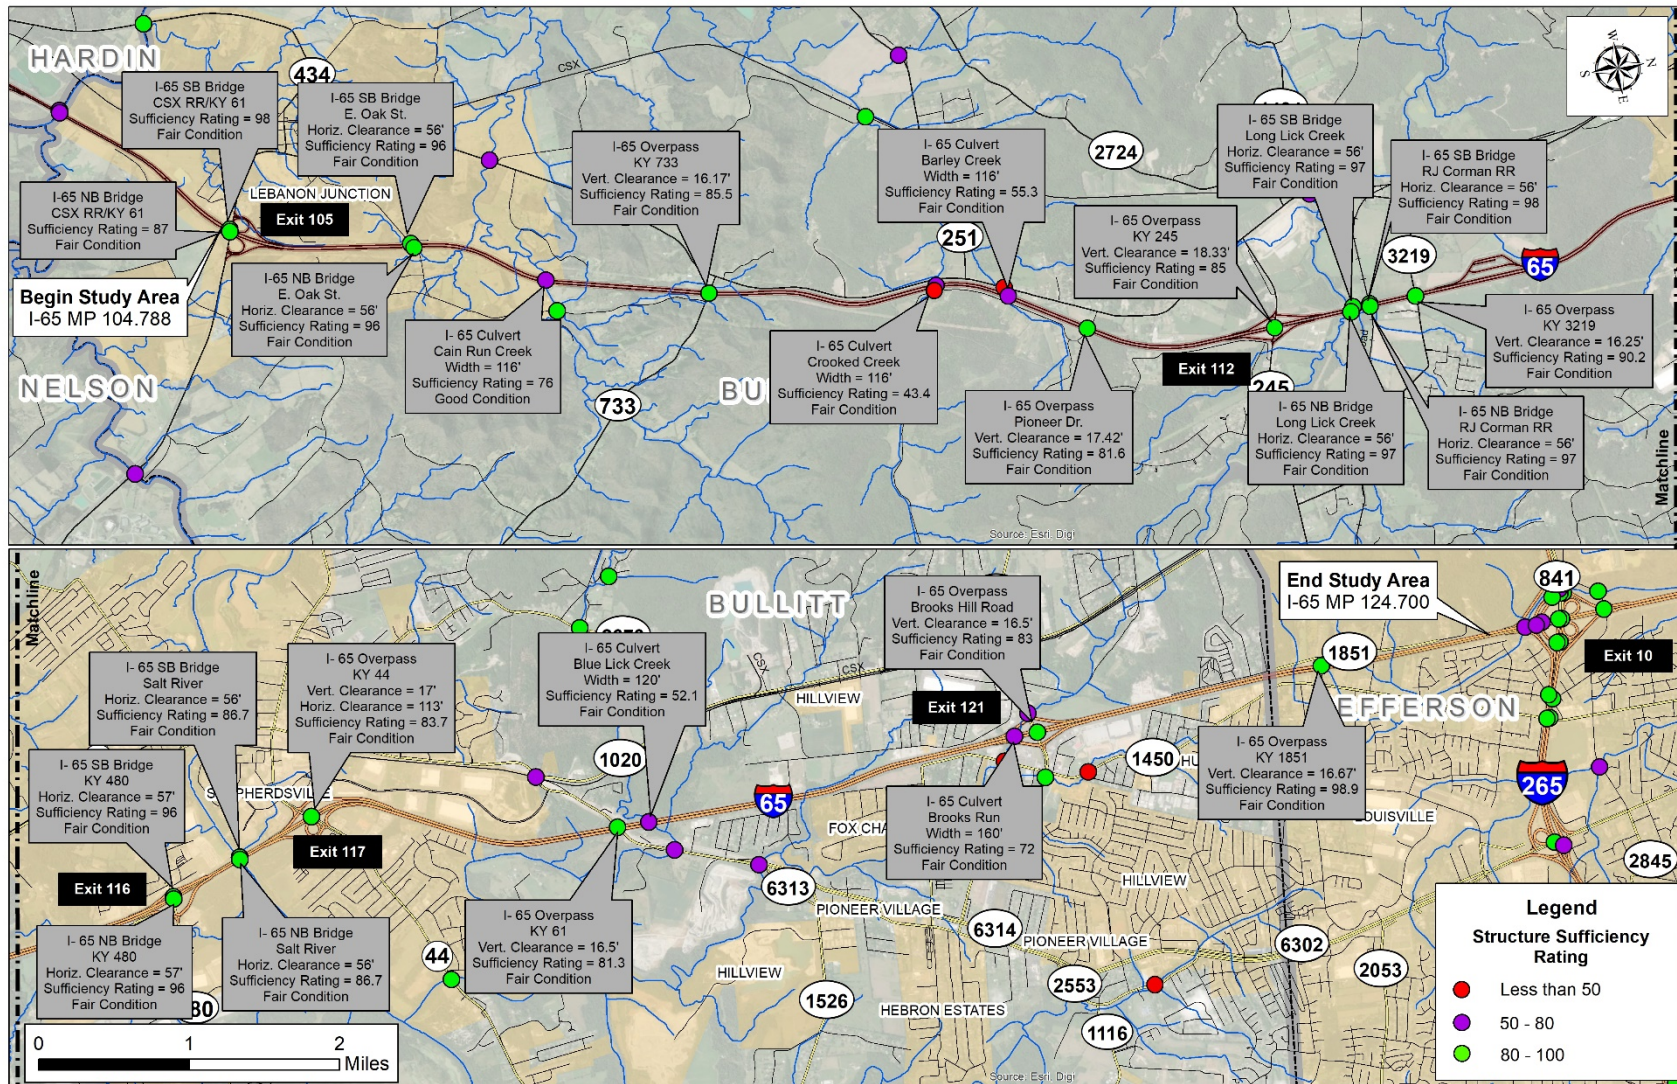 HARDIN
434
CSX
I-65 SB Bridge
CSX RR/KY 61
Sufficiency Rating = 98
Fair Condition
I-65 SB Bridge
E. Oak St.
Horiz. Clearance = 56'
Sufficiency Rating = 96
Fair Condition
I-65 Overpass
KY 733
Vert. Clearance = 16.17'
Sufficiency Rating = 85.5
Fair Condition
I- 65 Culvert
Barley Creek
Width = 116'
Sufficiency Rating = 55.3
Fair Condition
2724
I- 65 SB Bridge
Long Lick Creek
Horiz. Clearance = 56'
Sufficiency Rating = 97
Fair Condition
I- 65 SB Bridge
RJ Corman RR
Horiz. Clearance = 56'
Sufficiency Rating = 98
Fair Condition
W
N
S
E
I-65 NB Bridge
CSX RR/KY 61
Sufficiency Rating = 87
Fair Condition
LEBANON JUNCTION
Exit 105
251
I- 65 Overpass
KY 245
Vert. Clearance = 18.33'
Sufficiency Rating = 85
Fair Condition
3219
65
Begin Study Area
I-65 MP 104.788
I-65 NB Bridge
E. Oak St.
Horiz. Clearance = 56'
Sufficiency Rating = 96
Fair Condition
I- 65 Culvert
Cain Run Creek
Width = 116'
Sufficiency Rating = 76
Good Condition
I- 65 Culvert
Crooked Creek
Width = 116'
Sufficiency Rating = 43.4
Fair Condition
Exit 112
245
I- 65 Overpass
KY 3219
Vert. Clearance = 16.25'
Sufficiency Rating = 90.2
Fair Condition
NELSON
733
BU
I- 65 Overpass
Pioneer Dr.
Vert. Clearance = 17.42'
Sufficiency Rating = 81.6
Fair Condition
I- 65 NB Bridge
Long Lick Creek
Horiz. Clearance = 56'
Sufficiency Rating = 97
Fair Condition
I- 65 NB Bridge
RJ Corman RR
Horiz. Clearance = 56'
Sufficiency Rating = 97
Fair Condition
Matchline
Source: Esri, Digi
Matchline
BULLITT
I- 65 SB Bridge
Salt River
Horiz. Clearance = 56'
Sufficiency Rating = 86.7
Fair Condition
I- 65 Overpass
KY 44
Vert. Clearance = 17'
Horiz. Clearance = 113'
Sufficiency Rating = 83.7
Fair Condition
I- 65 Culvert
Blue Lick Creek
Width = 120'
Sufficiency Rating = 52.1
Fair Condition
CSX
CSX
HILLVIEW
I- 65 Overpass
Brooks Hill Road
Vert. Clearance = 16.5'
Sufficiency Rating = 83
Fair Condition
Exit 121
End Study Area
I-65 MP 124.700
841
1851
Exit 10
EFFERSON
I- 65 SB Bridge
KY 480
Horiz. Clearance = 57'
Sufficiency Rating = 96
Fair Condition
1020
65
1450
HU
I- 65 Overpass
KY 1851
Vert. Clearance = 16.67'
Sufficiency Rating = 98.9
Fair Condition
265
S
PHERDSVILLE
Exit 117
FOX CHA
I- 65 Culvert
Brooks Run
Width = 160'
Sufficiency Rating = 72
Fair Condition
OUISVILLE
2845
Exit 116
6313
HILLVIEW
PIONEER VILLAGE
I- 65 NB Bridge
KY 480
Horiz. Clearance = 57'
Sufficiency Rating = 96
Fair Condition
I- 65 NB Bridge
Salt River
Horiz. Clearance = 56'
Sufficiency Rating = 86.7
Fair Condition
44
I- 65 Overpass
KY 61
Vert. Clearance = 16.5'
Sufficiency Rating = 81.3
Fair Condition
6314
PIONEER VILLAGE
6302
2053
HILLVIEW
2553
80
1526
HEBRON ESTATES
1116
0 1 2
Miles
Source: Esri, Digi
Legend
Structure Sufficiency
Rating
Less than 50
50 - 80
80 - 100